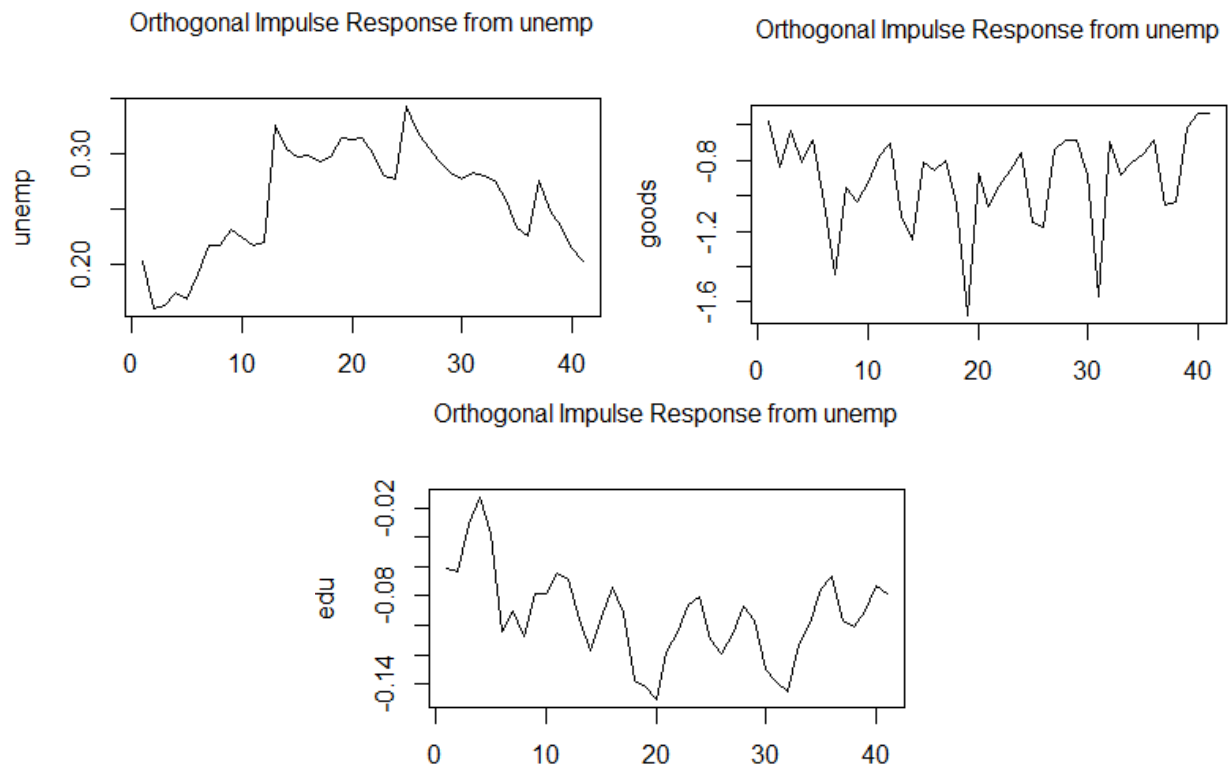 Orthogonal Impulse Response from unemp
unemp
0.30
0.20
0 10 20 30 40
Orthogonal Impulse Response from unemp
goods
-0.8
-1.2
-1.6
0 10 20 30 40
Orthogonal Impulse Response from unemp
edu
-0.02
-0.08
-0.14
0 10 20 30 40